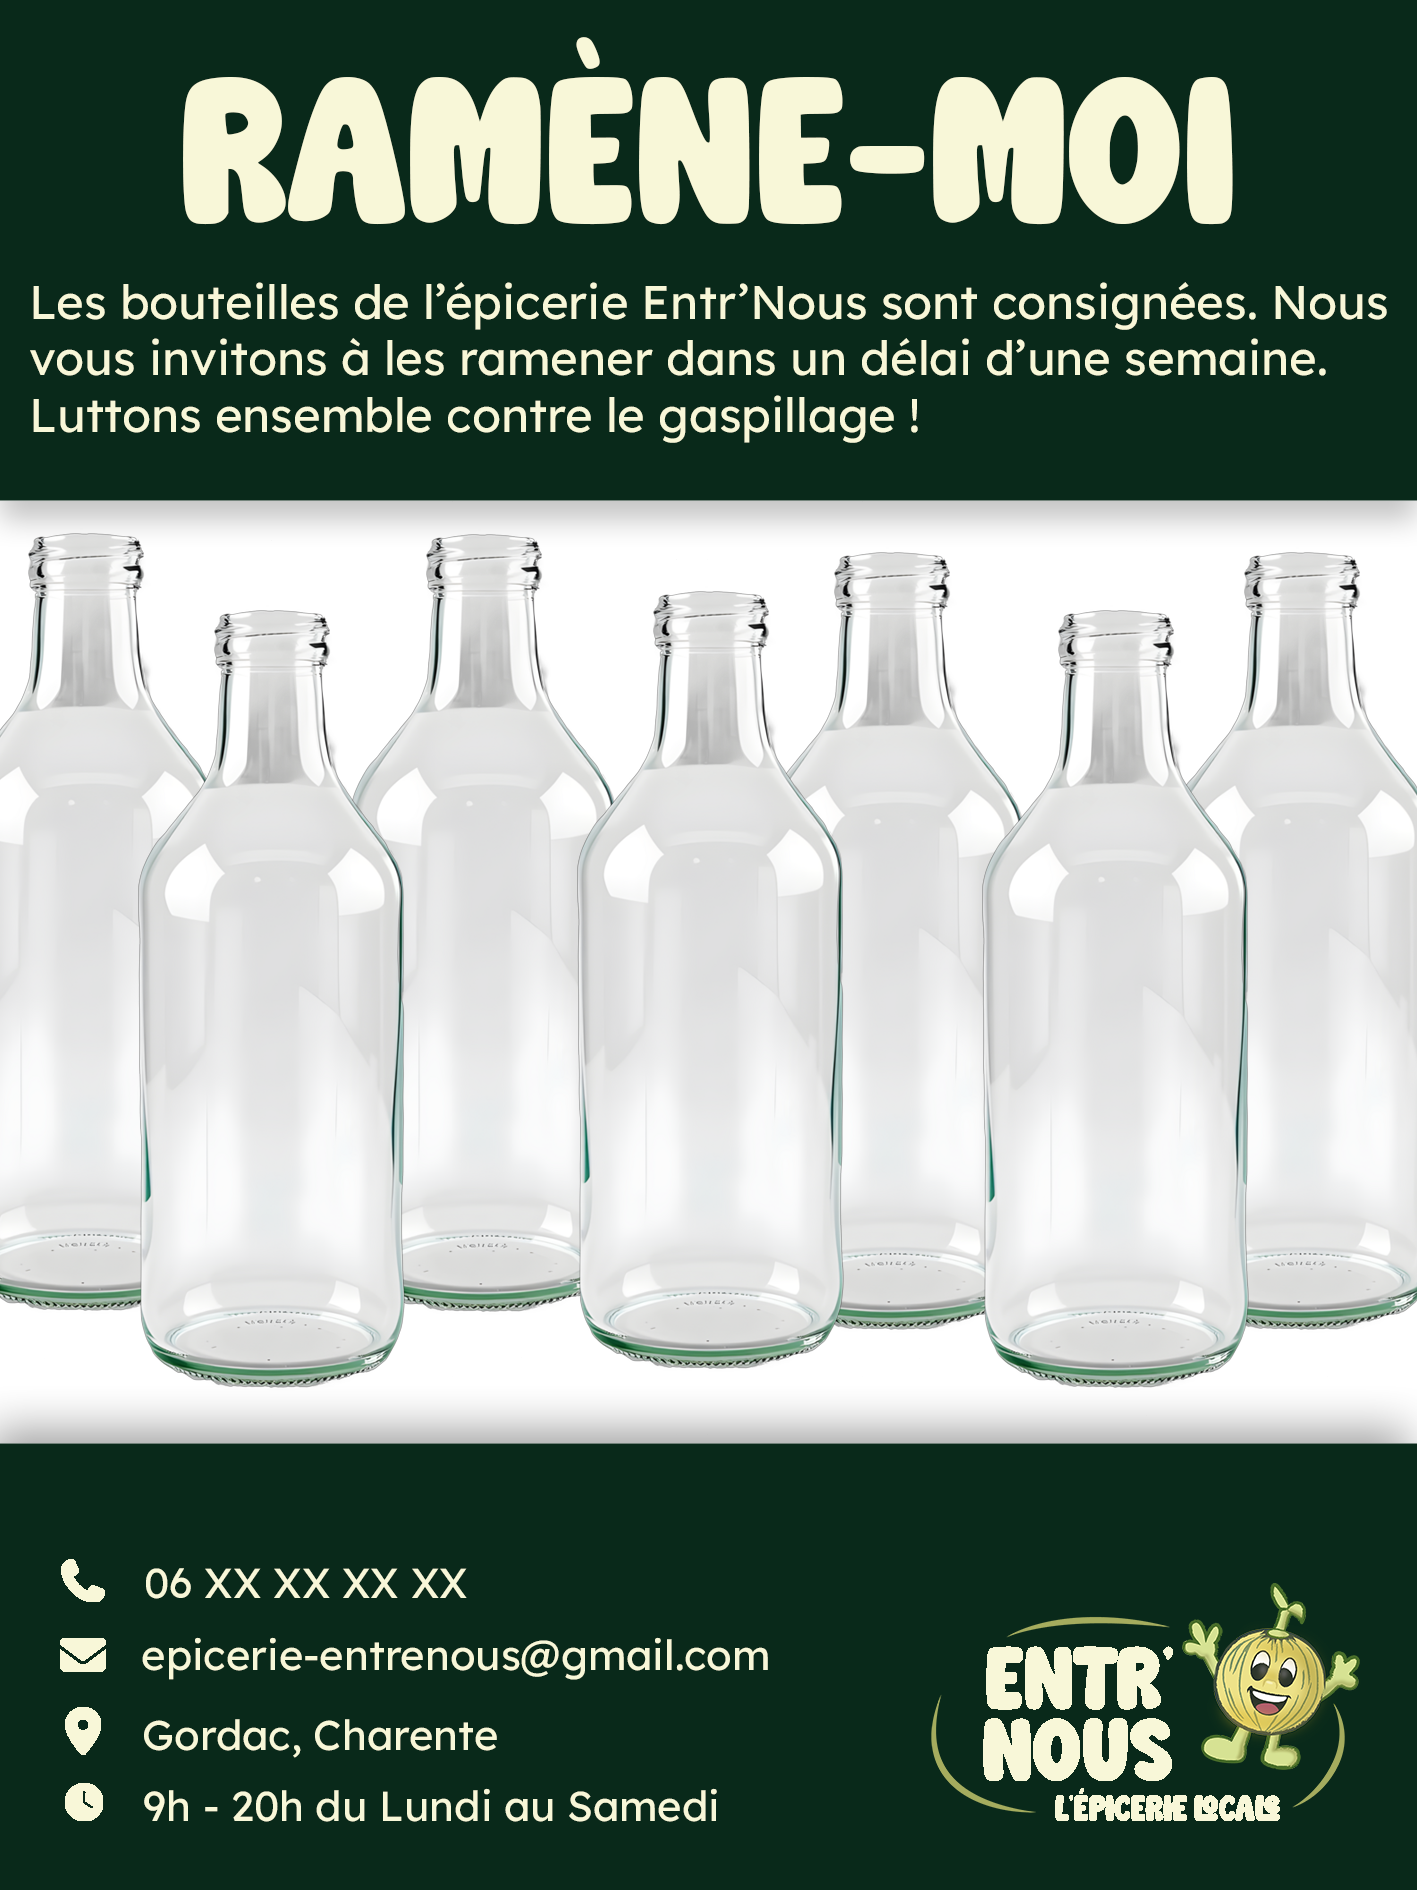 RAMÈNE-MOI
Les bouteilles de l’épicerie Entr’Nous sont consignées. Nous
vous invitons à les ramener dans un délai d’une semaine.
Luttons ensemble contre le gaspillage !
06 XX XX XX XX
epicerie-entrenous@gmail.com
Gordac, Charente
9h - 20h du Lundi au Samedi
ENTR’
NOUS
L’ÉPICERIE LOCALE